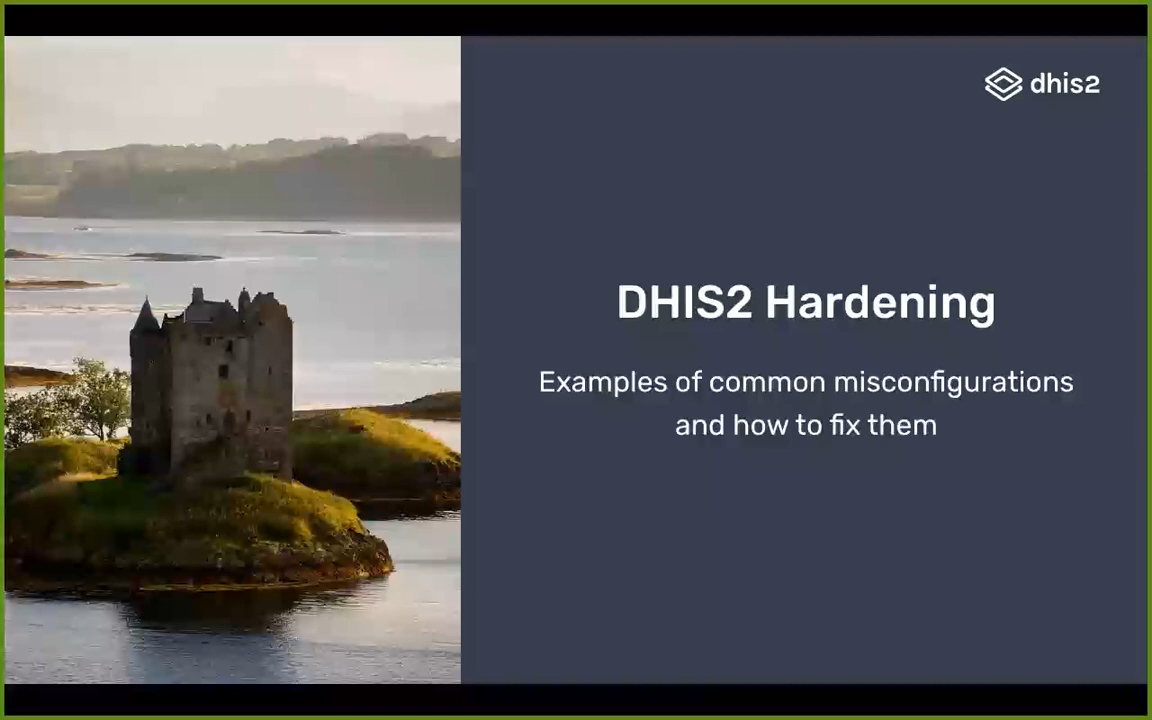 dhis2
DHIS2 Hardening
Examples of common misconfigurations
and how to fix them